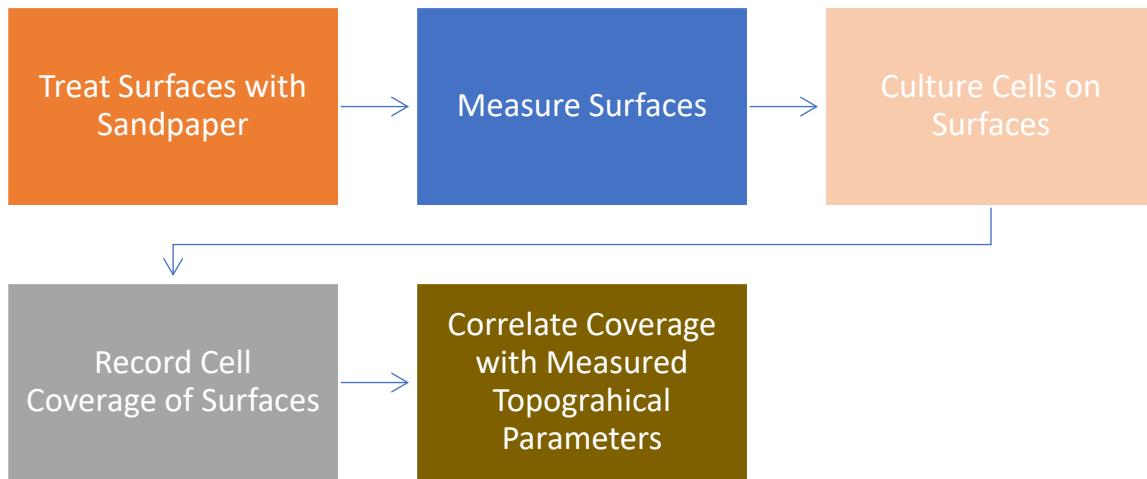 Treat Surfaces with
Sandpaper
Measure Surfaces
Culture Cells on
Surfaces
Record Cell
Coverage of Surfaces
Correlate Coverage
with Measured
Topograhical
Parameters